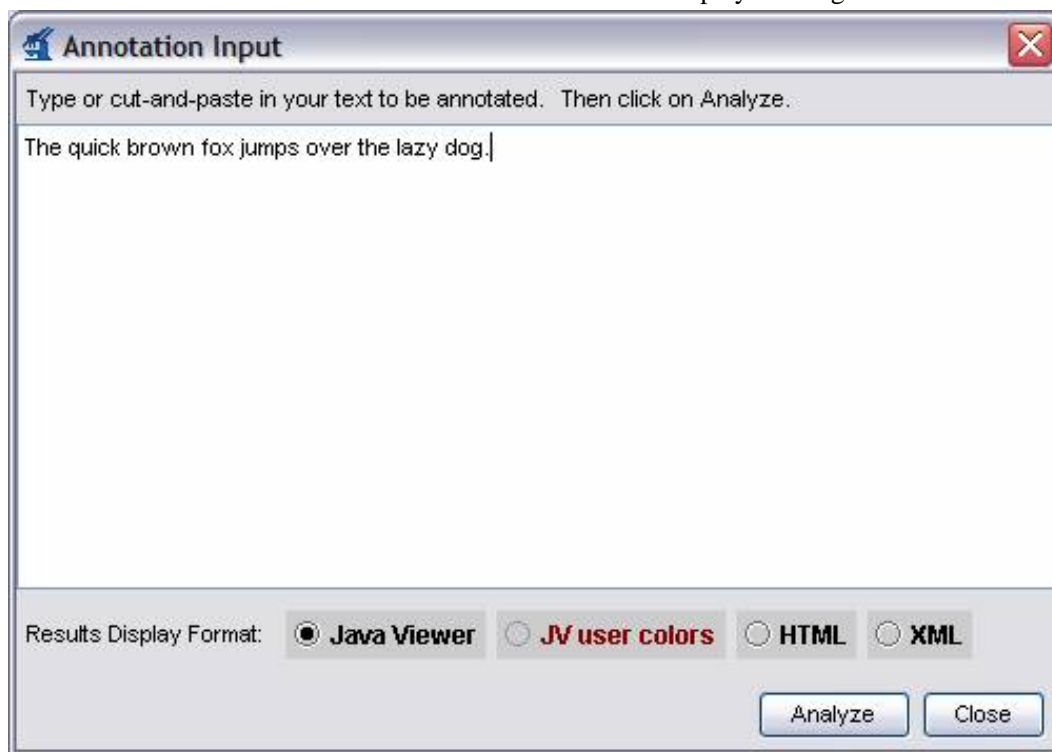 Annotation Input
Type or cut-and-paste in your text to be annotated.  Then click on Analyze.
The quick brown fox jumps over the lazy dog.
Results Display Format: Java Viewer JV user colors HTML XML
Analyze Close